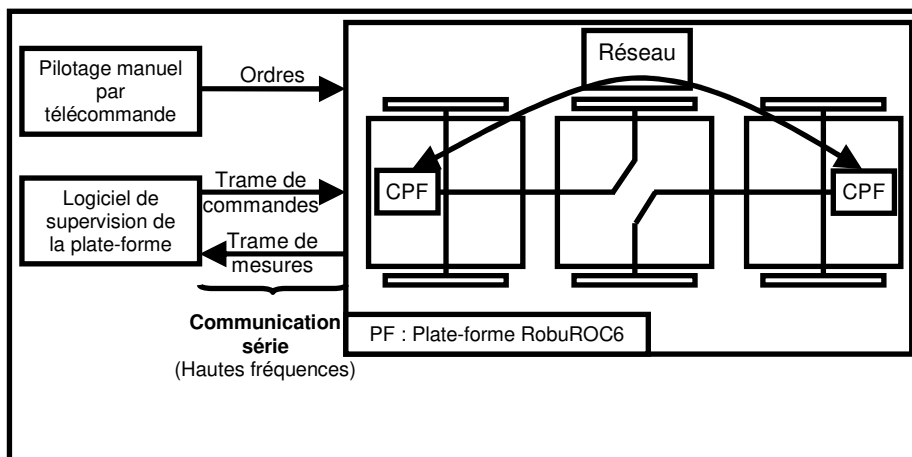 Pilotage manuel
par
télécommande
Ordres
Réseau
Logiciel de
supervision de
la plate-forme
Trame de
commandes
Trame de
mesures
CPF
CPF
Communication
série
(Hautes fréquences)
PF : Plate-forme RobuROC6